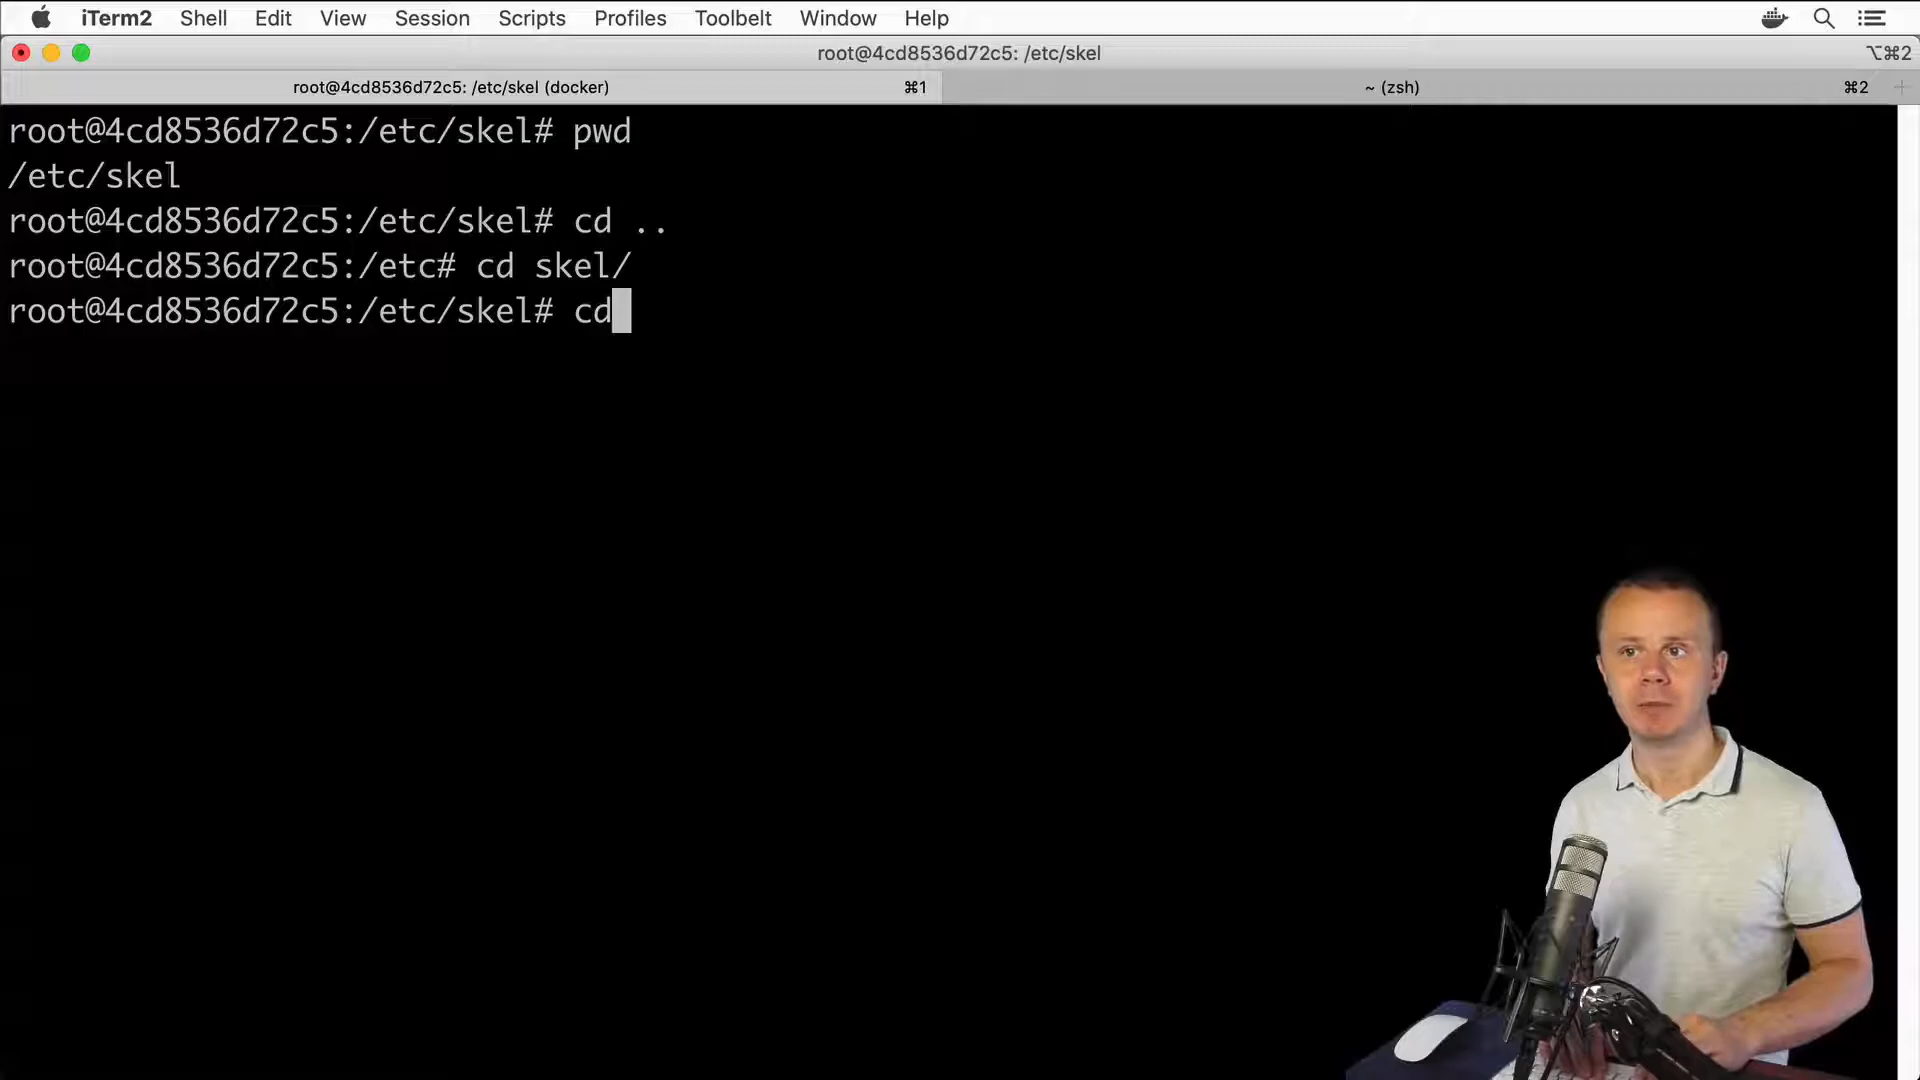 iTerm2 Shell Edit View Session Scripts Profiles Toolbelt Window Help
root@4cd8536d72c5: /etc/skel ⌥⌘2
root@4cd8536d72c5: /etc/skel (docker) ⌘1 ~ (zsh) ⌘2 +
root@4cd8536d72c5:/etc/skel# pwd
/etc/skel
root@4cd8536d72c5:/etc/skel# cd ..
root@4cd8536d72c5:/etc# cd skel/
root@4cd8536d72c5:/etc/skel# cd